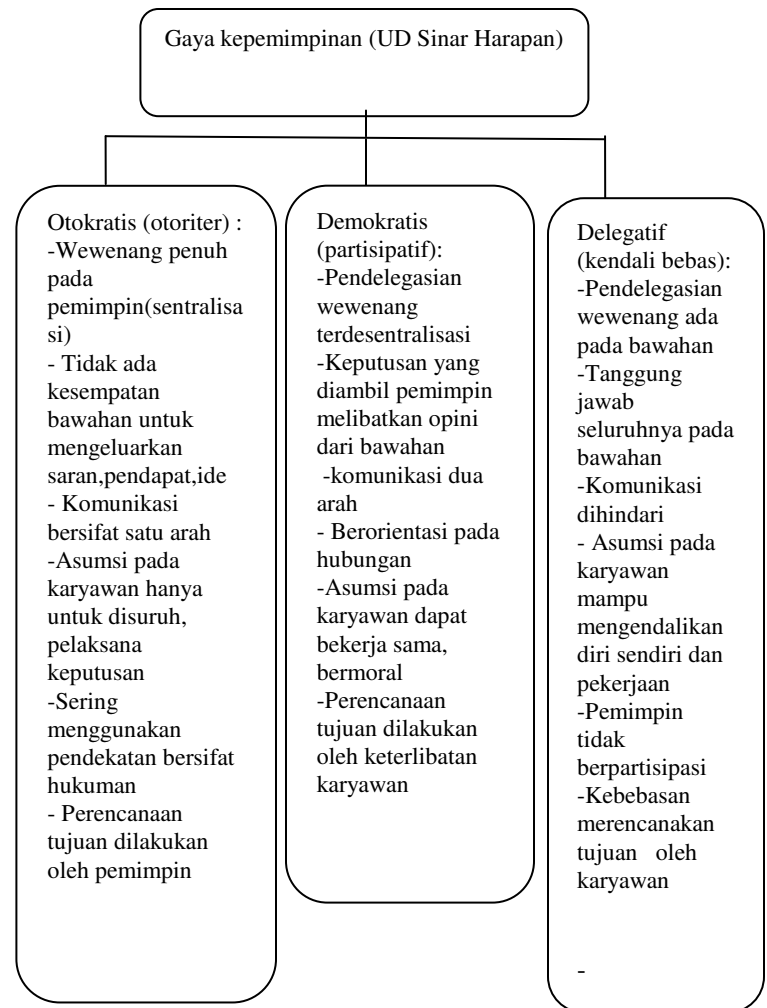 Gaya kepemimpinan (UD Sinar Harapan)
Otokratis (otoriter) :
-Wewenang penuh
pada
pemimpin(sentralisa
si)
- Tidak ada
kesempatan
bawahan untuk
mengeluarkan
saran,pendapat,ide
- Komunikasi
bersifat satu arah
-Asumsi pada
karyawan hanya
untuk disuruh,
pelaksana
keputusan
-Sering
menggunakan
pendekatan bersifat
hukuman
- Perencanaan
tujuan dilakukan
oleh pemimpin
Demokratis
(partisipatif):
-Pendelegasian
wewenang
terdesentralisasi
-Keputusan yang
diambil pemimpin
melibatkan opini
dari bawahan
-komunikasi dua
arah
- Berorientasi pada
hubungan
-Asumsi pada
karyawan dapat
bekerja sama,
bermoral
-Perencanaan
tujuan dilakukan
oleh keterlibatan
karyawan
Delegatif
(kendali bebas):
-Pendelegasian
wewenang ada
pada bawahan
-Tanggung
jawab
seluruhnya pada
bawahan
-Komunikasi
dihindari
- Asumsi pada
karyawan
mampu
mengendalikan
diri sendiri dan
pekerjaan
-Pemimpin
tidak
berpartisipasi
-Kebebasan
merencanakan
tujuan oleh
karyawan
-